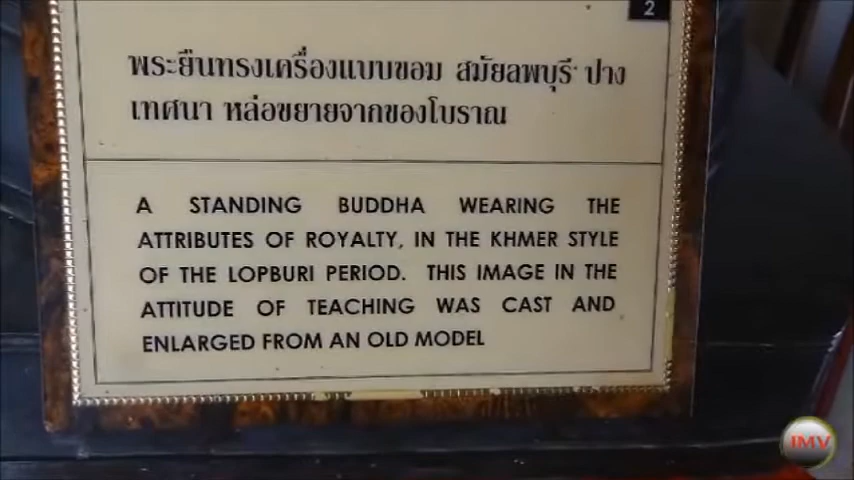 2
พระยืนทรงเครื่องแบบขอม สมัยลพบุรี ปาง
เทศนา หล่อขยายจากของโบราณ
A STANDING BUDDHA WEARING THE
ATTRIBUTES OF ROYALTY, IN THE KHMER STYLE
OF THE LOPBURI PERIOD. THIS IMAGE IN THE
ATTITUDE OF TEACHING WAS CAST AND
ENLARGED FROM AN OLD MODEL
IMV